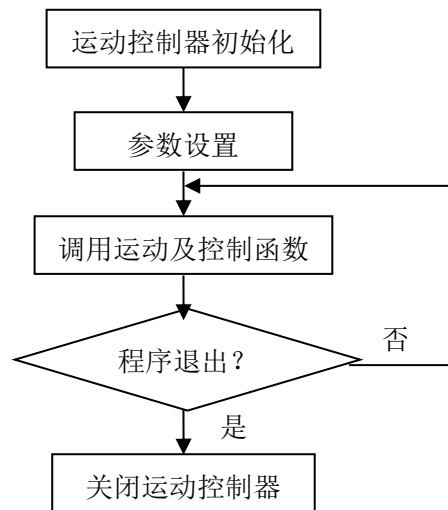 运动控制器初始化
参数设置
调用运动及控制函数
程序退出？
否
是
关闭运动控制器